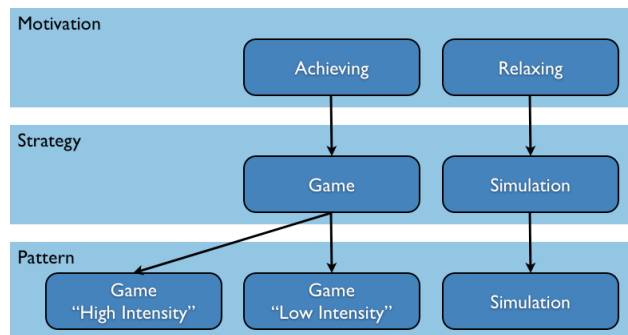 Motivation
Achieving
Relaxing
Strategy
Game
Simulation
Pattern
Game
“High Intensity”
Game
“Low Intensity”
Simulation